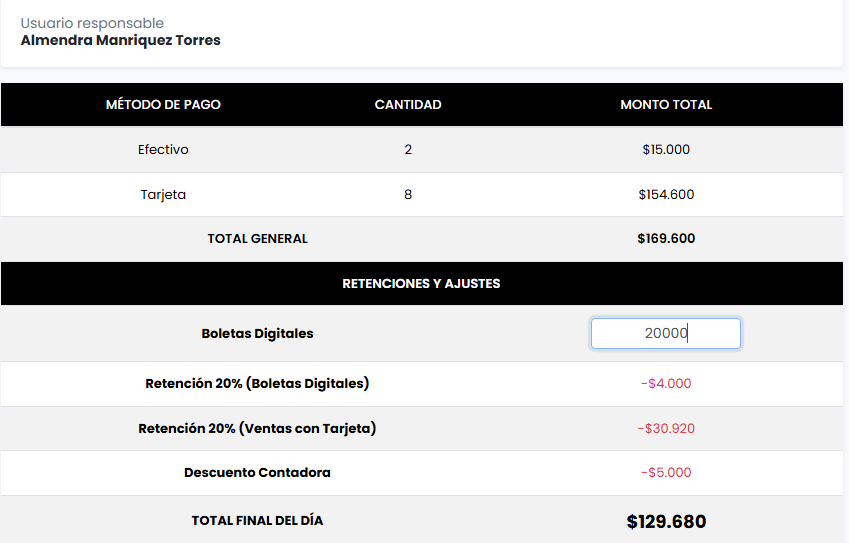 Usuario responsable
Almendra Manriquez Torres
MÉTODO DE PAGO CANTIDAD MONTO TOTAL
Efectivo 2 $15.000
Tarjeta 8 $154.600
TOTAL GENERAL $169.600
RETENCIONES Y AJUSTES
Boletas Digitales 20000
Retención 20% (Boletas Digitales) -$4.000
Retención 20% (Ventas con Tarjeta) -$30.920
Descuento Contadora -$5.000
TOTAL FINAL DEL DÍA $129.680